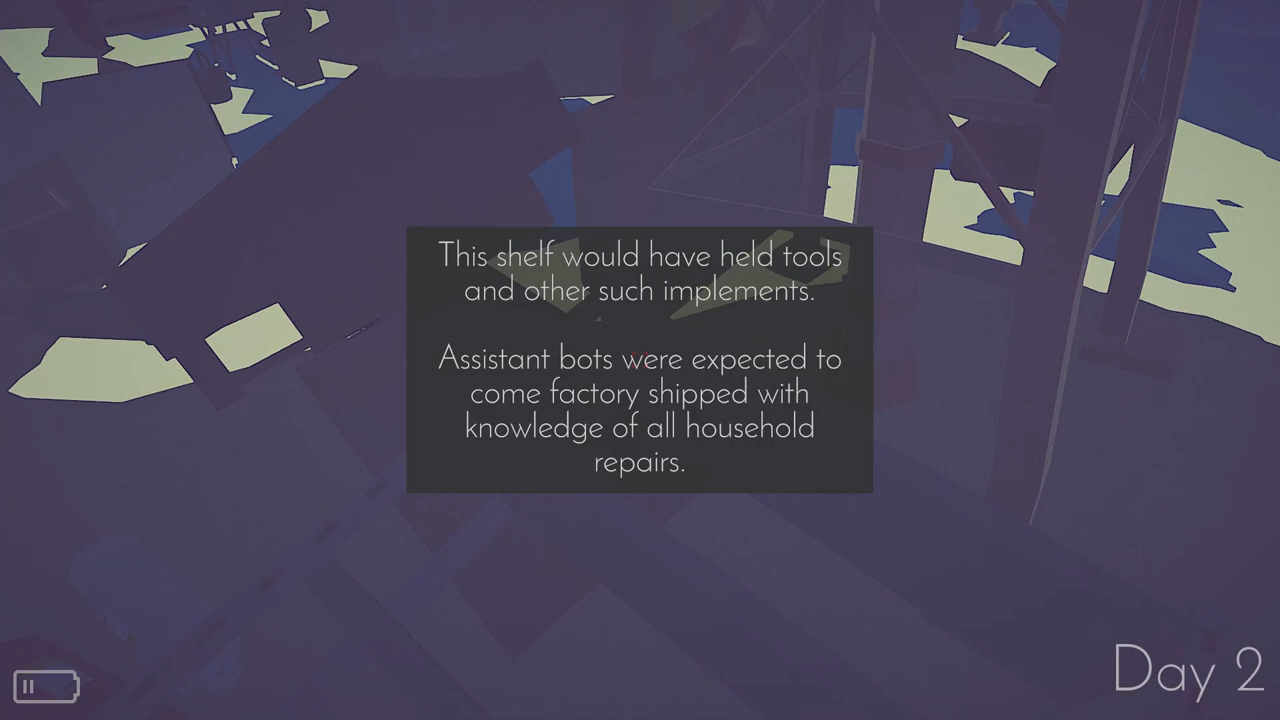 This shelf would have held tools
and other such implements.
Assistant bots were expected to
come factory shipped with
knowledge of all household
repairs.
Day 2